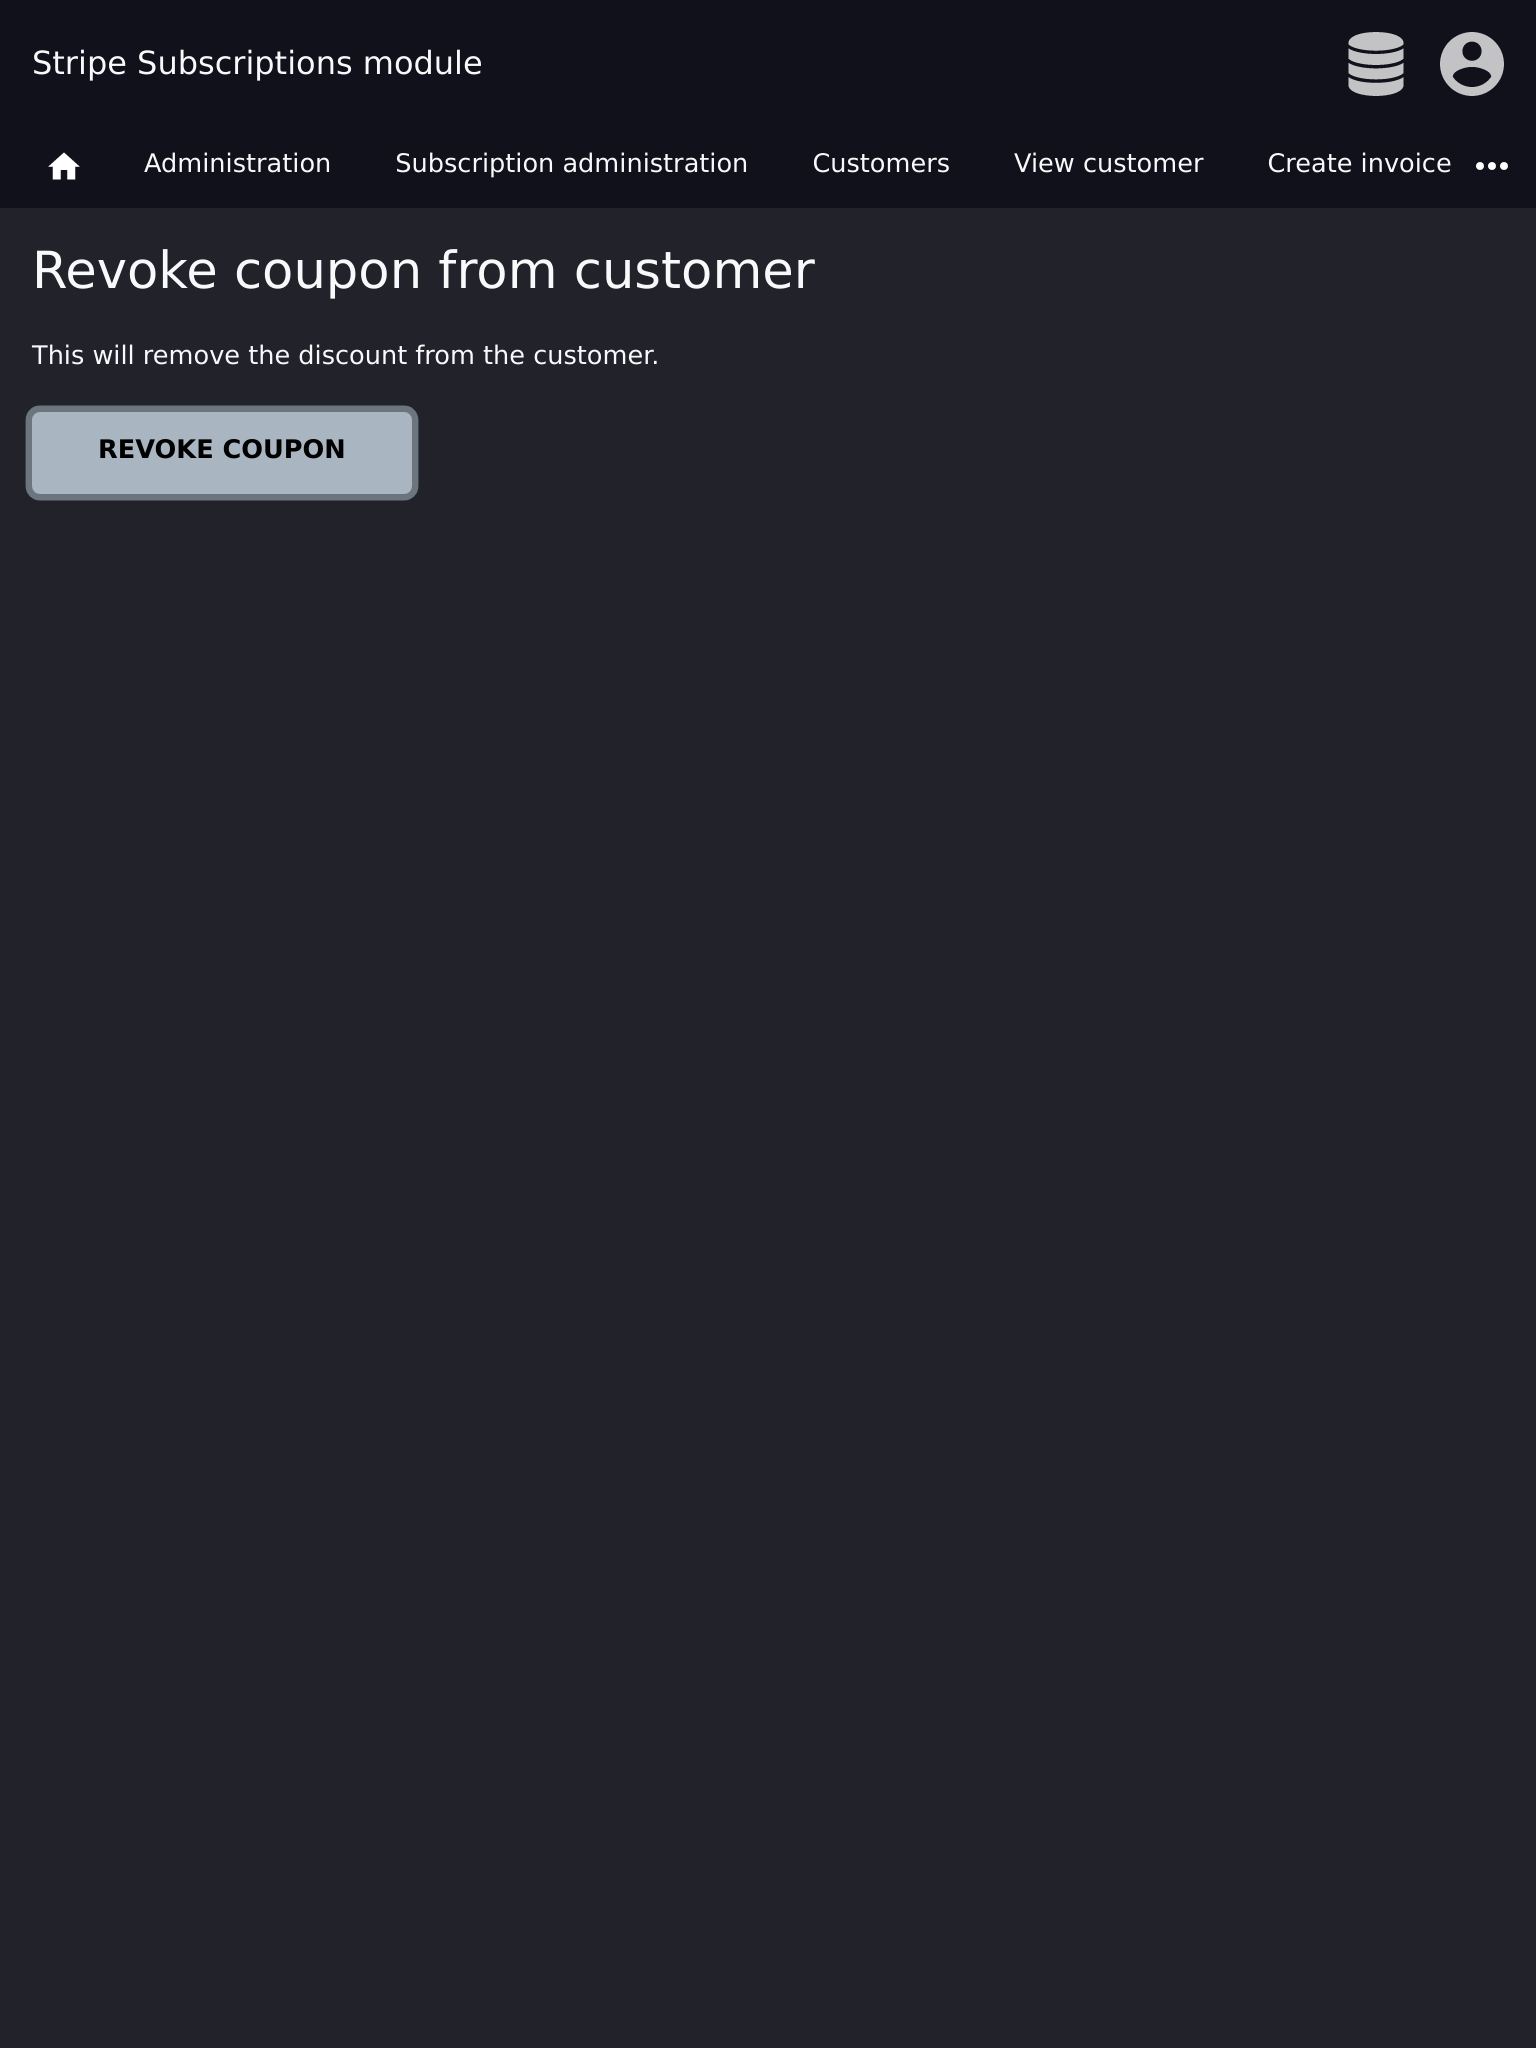 Stripe Subscriptions module
Administration Subscription administration Customers View customer Create invoice
Revoke coupon from customer
This will remove the discount from the customer.
REVOKE COUPON